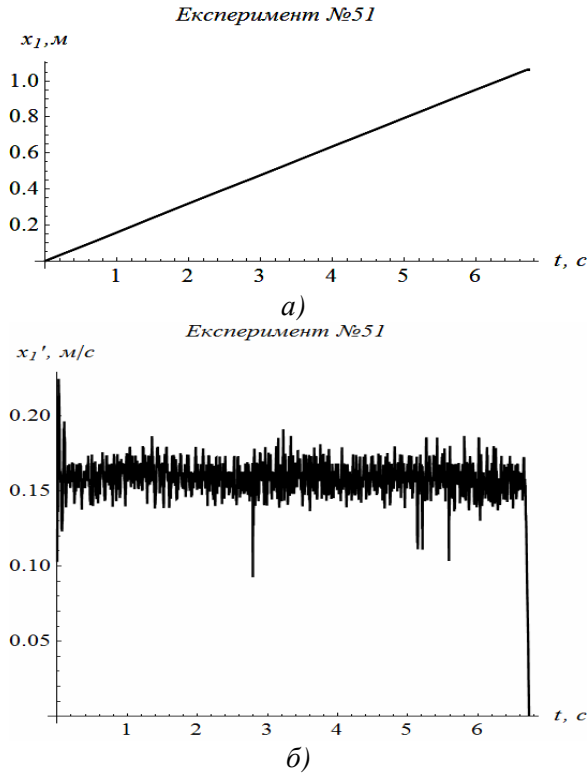 Експеримент №51
x₁,м
1.0
0.8
0.6
0.4
0.2
1 2 3 4 5 6
t, с
а)
Експеримент №51
x₁', м/с
0.20
0.15
0.10
0.05
1 2 3 4 5 6
t, с
б)